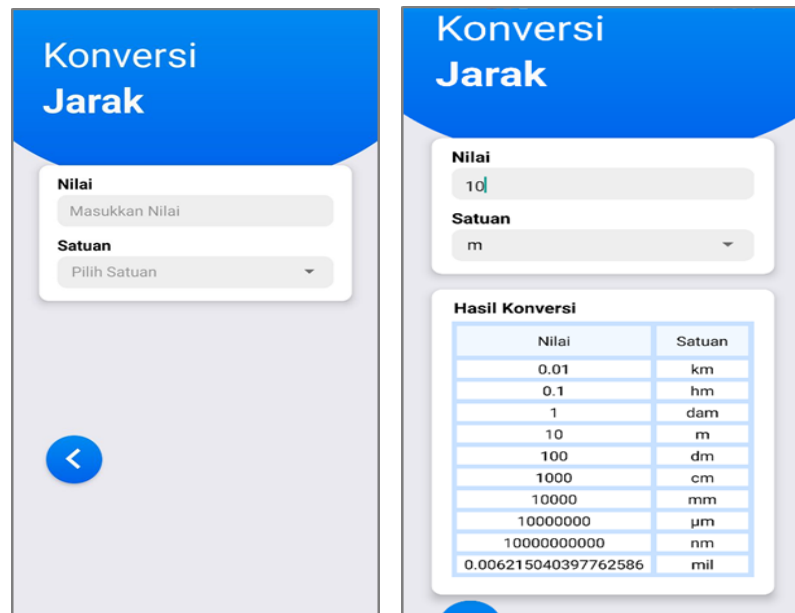 Konversi
Jarak
Nilai
Masukkan Nilai
Satuan
Pilih Satuan
Konversi
Jarak
Nilai
10
Satuan
m
Hasil Konversi
Nilai Satuan
0.01 km
0.1 hm
1 dam
10 m
100 dm
1000 cm
10000 mm
10000000 µm
10000000000 nm
0.006215040397762586 mil